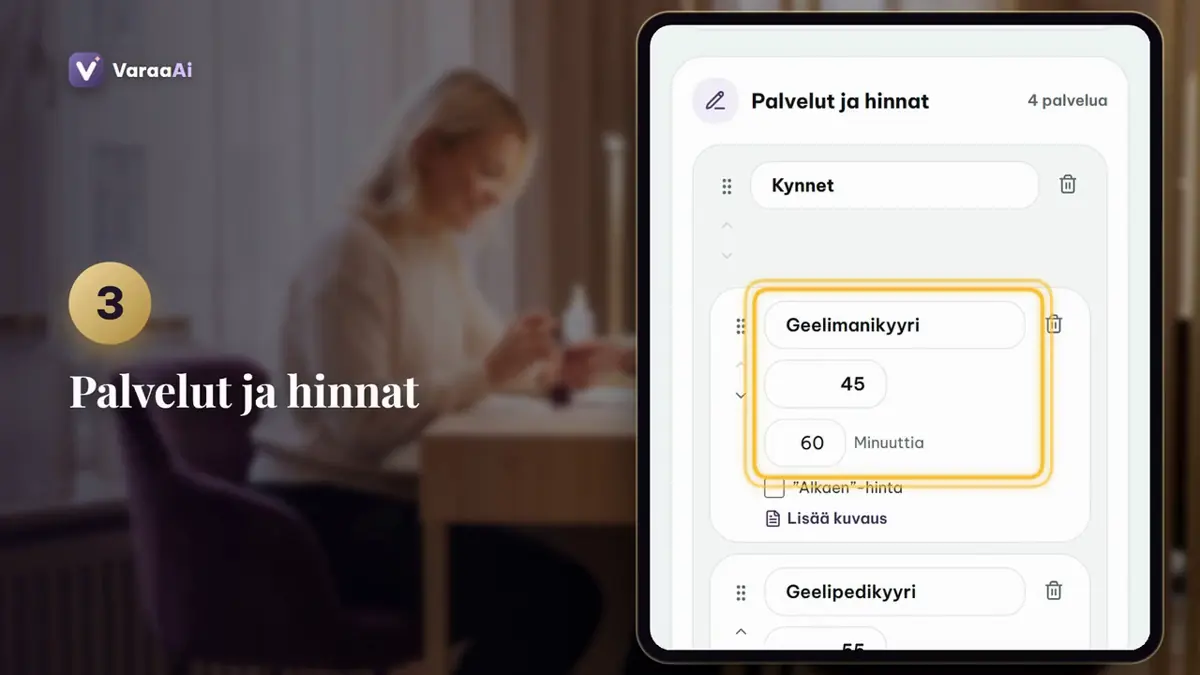 VaraaAi
3
Palvelut ja hinnat
Palvelut ja hinnat
4 palvelua
Kynnet
Geelimanikyyri
45
60 Minuuttia
"Alkaen"-hinta
Lisää kuvaus
Geelipedikyyri
55